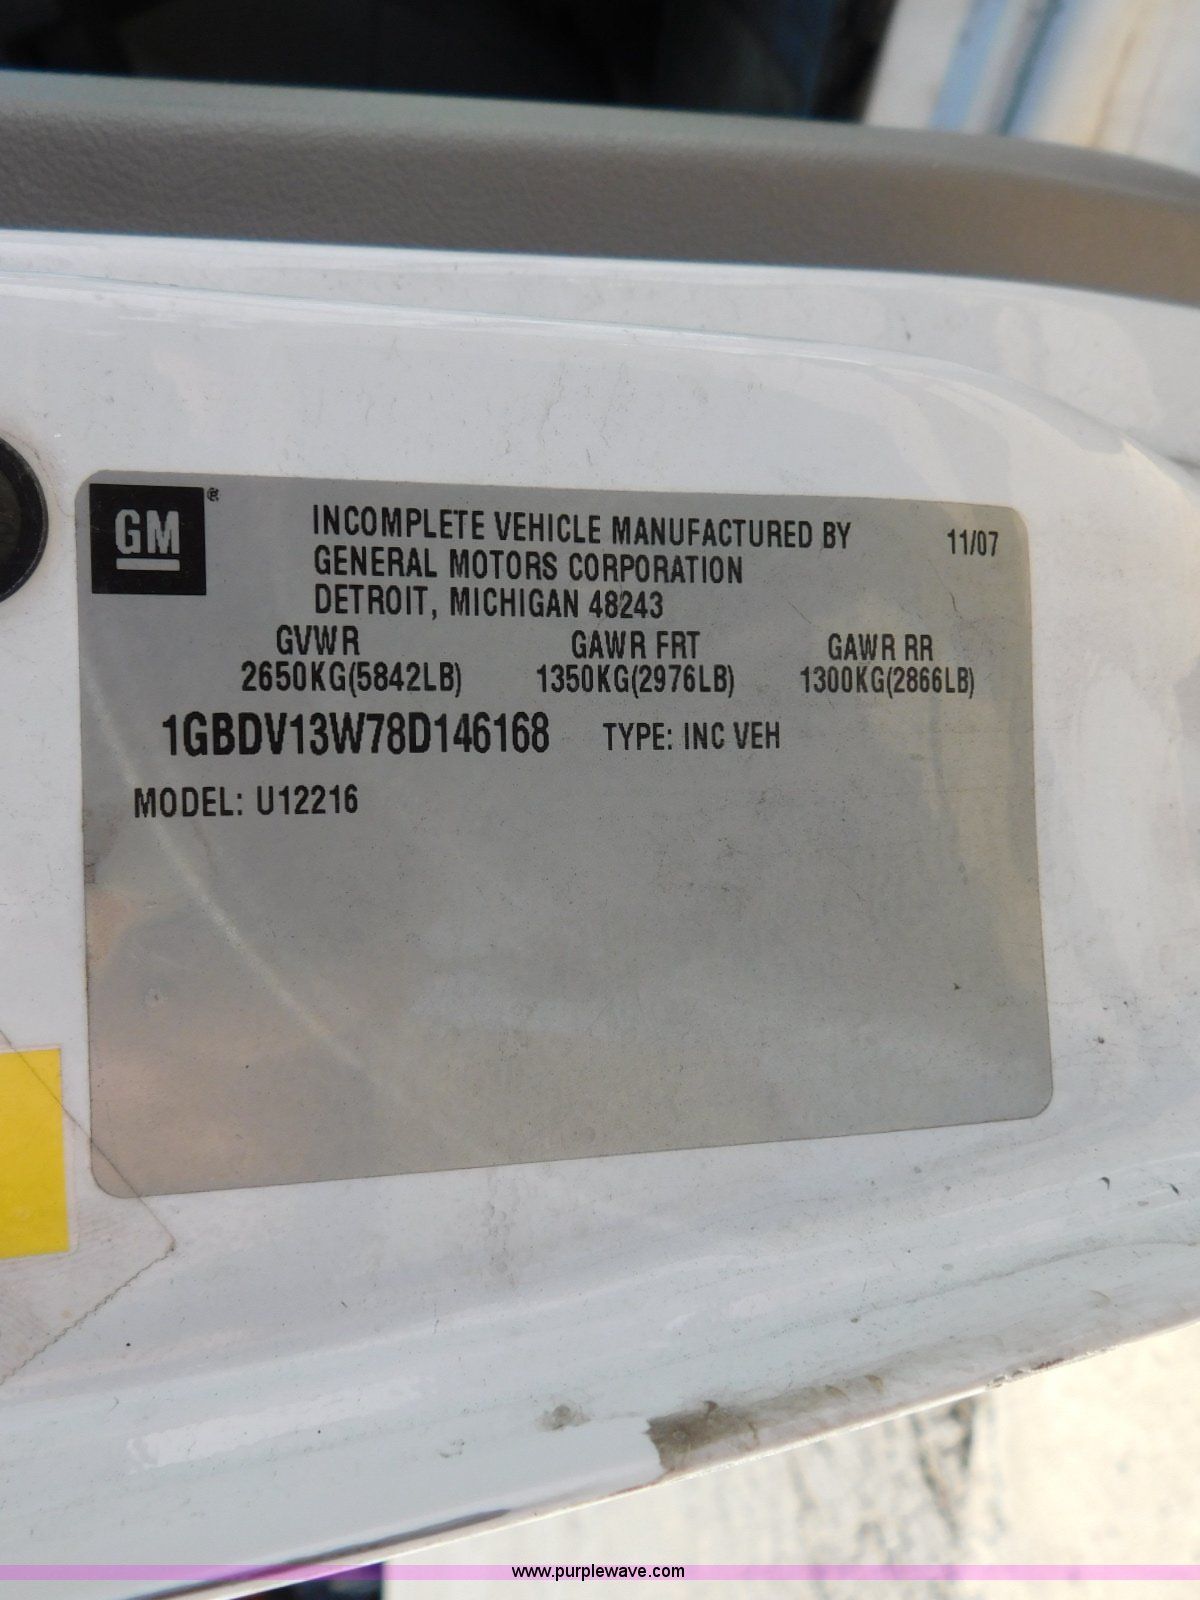 GM®
INCOMPLETE VEHICLE MANUFACTURED BY 11/07
GENERAL MOTORS CORPORATION
DETROIT, MICHIGAN 48243
GVWR GAWR FRT GAWR RR
2650KG(5842LB) 1350KG(2976LB) 1300KG(2866LB)
1GBDV13W78D146168 TYPE: INC VEH
MODEL: U12216
www.purplewave.com